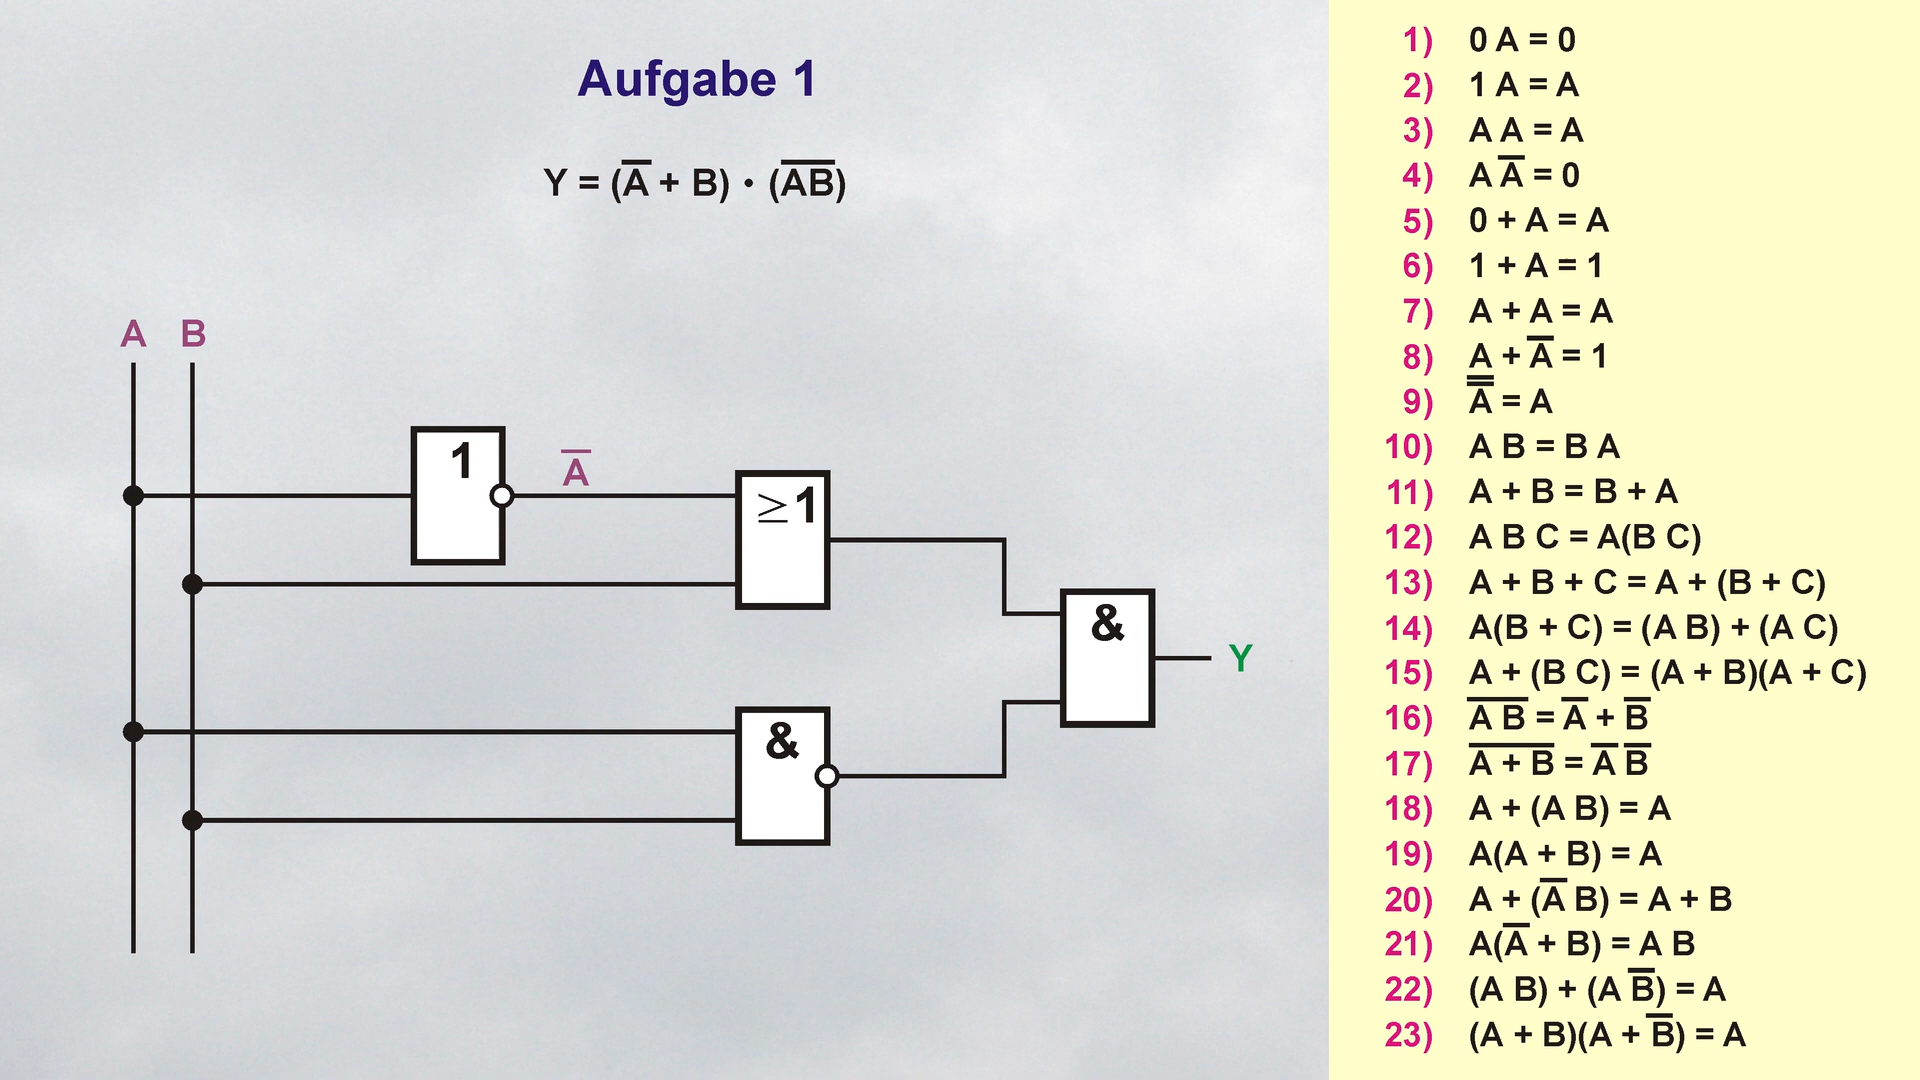 Aufgabe 1
Y = (A̅ + B) · (A̅B̅)
A B
1
A̅
≥1
&
Y
&
1) 0 A = 0
2) 1 A = A
3) A A = A
4) A A̅ = 0
5) 0 + A = A
6) 1 + A = 1
7) A + A = A
8) A + A̅ = 1
9) A̿ = A
10) A B = B A
11) A + B = B + A
12) A B C = A(B C)
13) A + B + C = A + (B + C)
14) A(B + C) = (A B) + (A C)
15) A + (B C) = (A + B)(A + C)
16) A̅ ̅B̅ = A̅ + B̅
17) A̅ ̅+̅ ̅B̅ = A̅ B̅
18) A + (A B) = A
19) A(A + B) = A
20) A + (A̅ B) = A + B
21) A(A̅ + B) = A B
22) (A B) + (A B̅) = A
23) (A + B)(A + B̅) = A